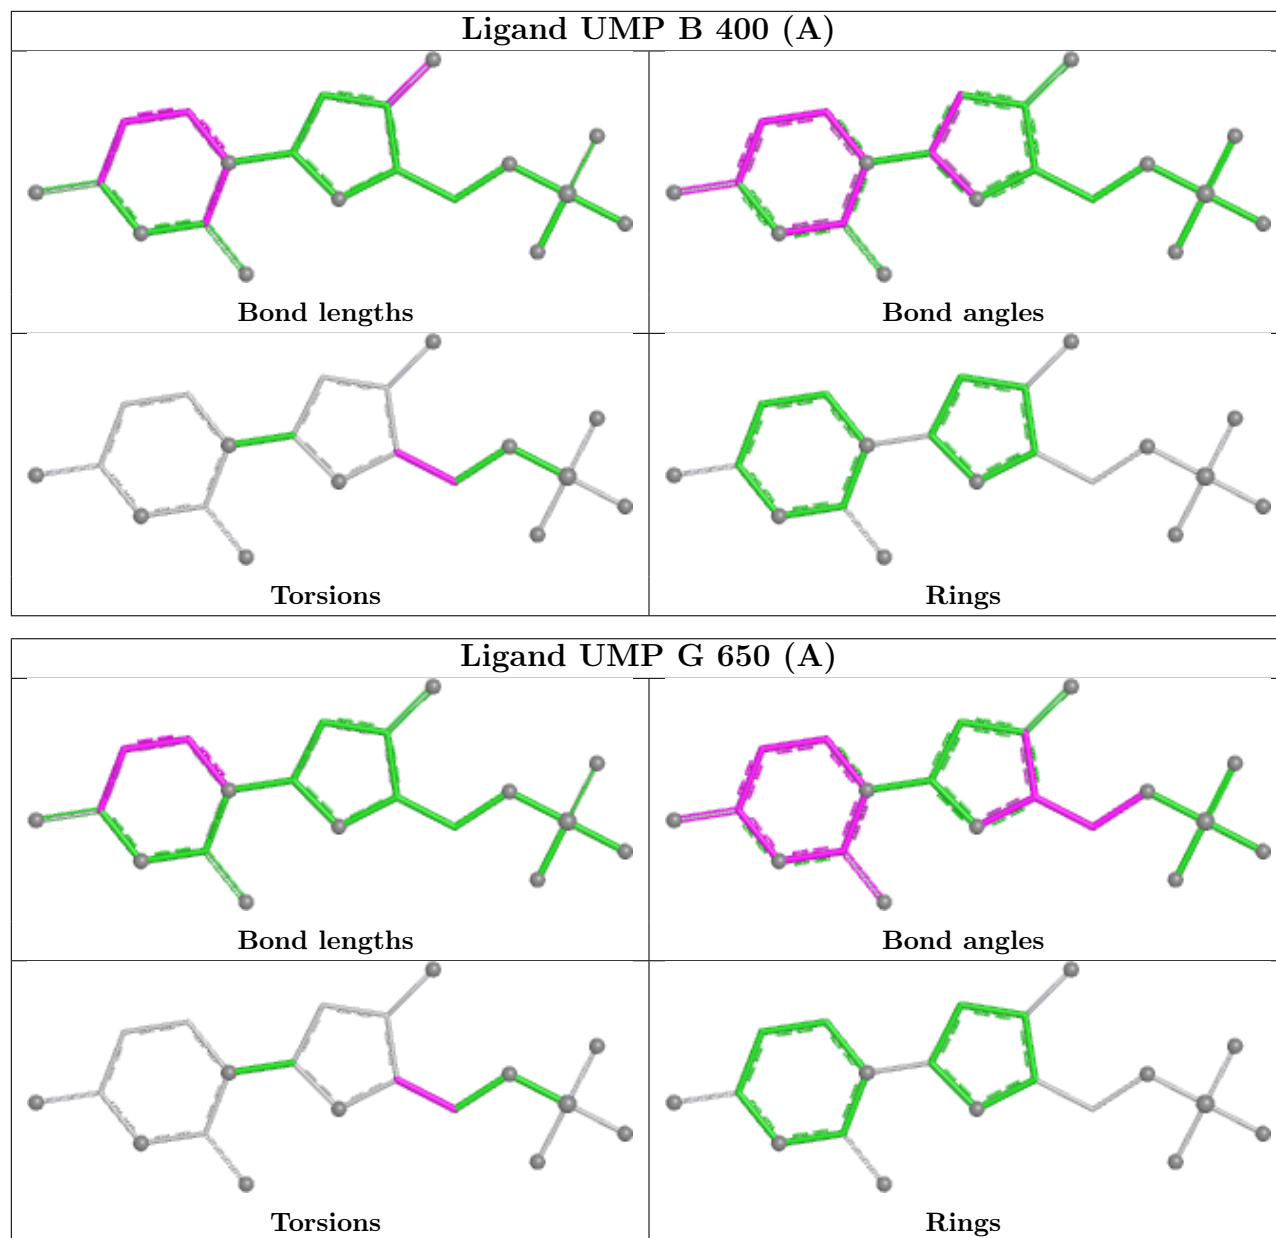 Ligand UMP B 400 (A)
Bond lengths
Bond angles
Torsions
Rings
Ligand UMP G 650 (A)
Bond lengths
Bond angles
Torsions
Rings